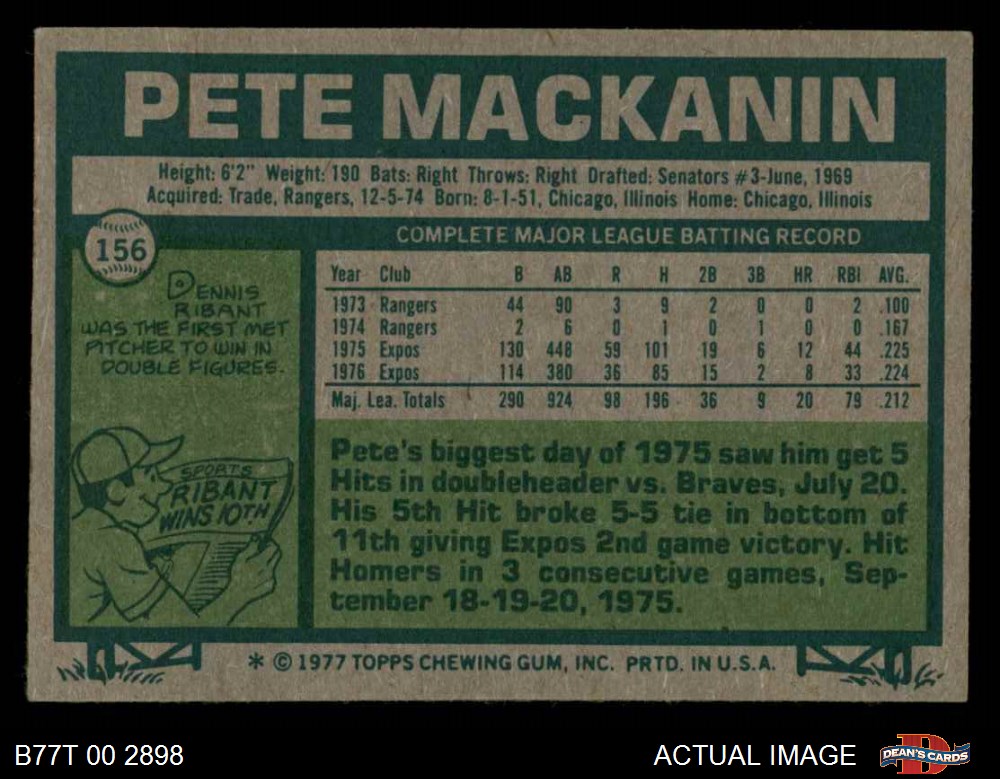 PETE MACKANIN
Height: 6'2" Weight: 190 Bats: Right Throws: Right Drafted: Senators #3-June, 1969
Acquired: Trade, Rangers, 12-5-74 Born: 8-1-51, Chicago, Illinois Home: Chicago, Illinois
156
DENNIS
RIBANT
WAS THE FIRST MET
PITCHER TO WIN IN
DOUBLE FIGURES.
SPORTS
RIBANT
WINS 10TH
COMPLETE MAJOR LEAGUE BATTING RECORD
Year Club B AB R H 2B 3B HR RBI AVG.
1973 Rangers 44 90 3 9 2 0 0 2 .100
1974 Rangers 2 6 0 1 0 1 0 0 .167
1975 Expos 130 448 59 101 19 6 12 44 .225
1976 Expos 114 380 36 85 15 2 8 33 .224
Maj. Lea. Totals 290 924 98 196 36 9 20 79 .212
Pete's biggest day of 1975 saw him get 5
Hits in doubleheader vs. Braves, July 20.
His 5th Hit broke 5-5 tie in bottom of
11th giving Expos 2nd game victory. Hit
Homers in 3 consecutive games, Sep-
tember 18-19-20, 1975.
* © 1977 TOPPS CHEWING GUM, INC. PRTD. IN U.S.A.
B77T 00 2898
ACTUAL IMAGE
D
DEAN'S CARDS